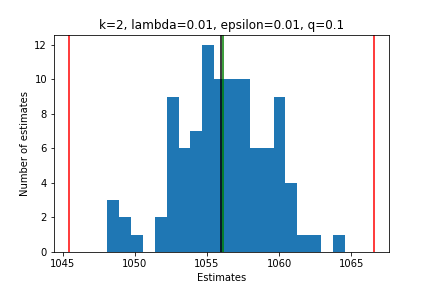 k=2, lambda=0.01, epsilon=0.01, q=0.1
12
10
8
6
4
2
0
Number of estimates
1045 1050 1055 1060 1065
Estimates